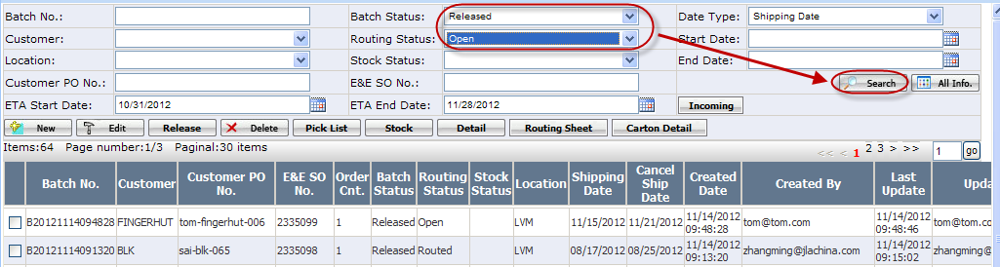 Batch No.: Batch Status: Released Date Type: Shipping Date
Customer: Routing Status: Open Start Date:
Location: Stock Status: End Date:
Customer PO No.: E&E SO No.: Search All Info.
ETA Start Date: 10/31/2012 ETA End Date: 11/28/2012 Incoming
New Edit Release Delete Pick List Stock Detail Routing Sheet Carton Detail
Items:64 Page number:1/3 Paginal:30 items << < 1 2 3 > >> 1 go
Batch No. Customer Customer PO No. E&E SO No. Order Cnt. Batch Status Routing Status Stock Status Location Shipping Date Cancel Ship Date Created Date Created By Last Update Upda
B20121114094828 FINGERHUT tom-fingerhut-006 2335099 1 Released Open LVM 11/15/2012 11/21/2012 11/14/2012 09:48:28 tom@tom.com 11/14/2012 09:48:46 tom@tom.co
B20121114091320 BLK sai-blk-065 2335098 1 Released Routed LVM 08/17/2012 08/25/2012 11/14/2012 09:13:20 zhangming@jlachina.com 11/14/2012 09:15:02 zhangming@